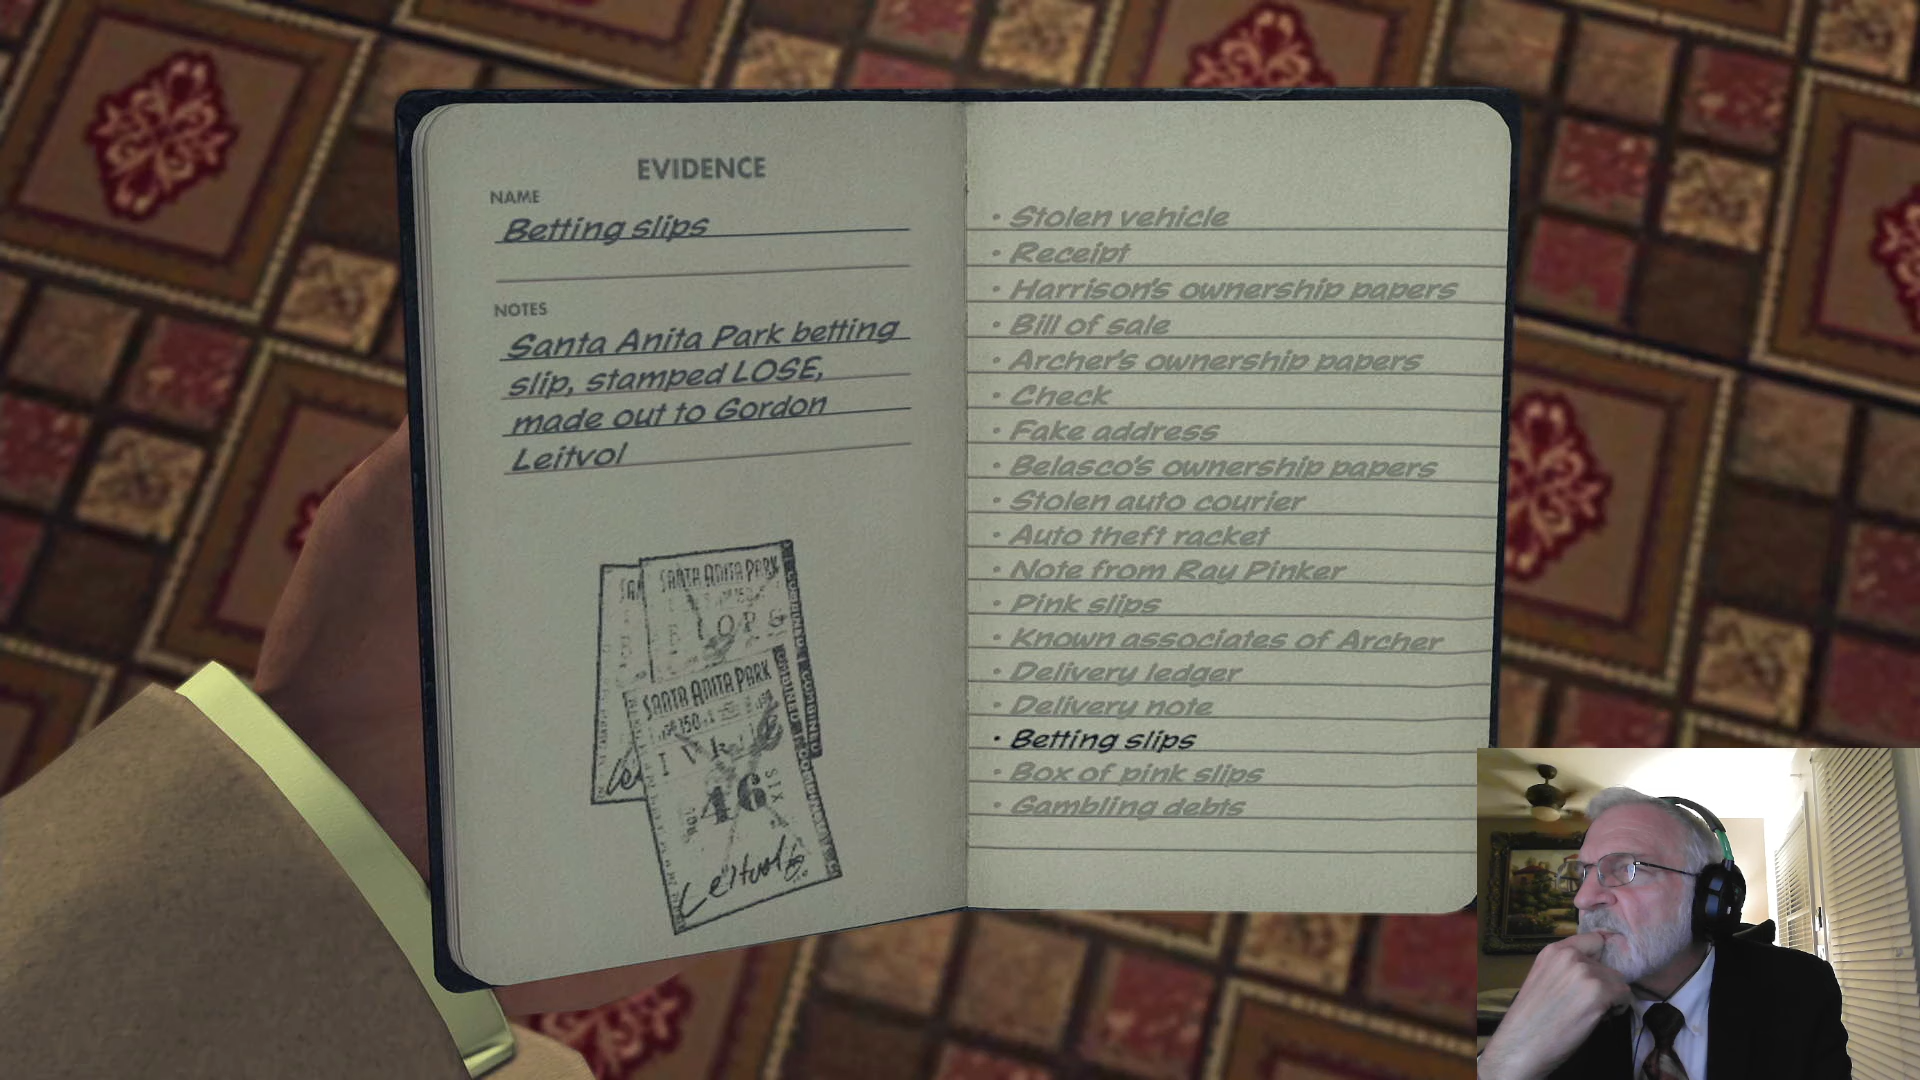 EVIDENCE
NAME
Betting slips
NOTES
Santa Anita Park betting
slip, stamped LOSE,
made out to Gordon
Leitvol
SANTA ANITA PARK
SANTA ANITA PARK
46
SIX
Leitvol
• Stolen vehicle
• Receipt
• Harrison's ownership papers
• Bill of sale
• Archer's ownership papers
• Check
• Fake address
• Belasco's ownership papers
• Stolen auto courier
• Auto theft racket
• Note from Ray Pinker
• Pink slips
• Known associates of Archer
• Delivery ledger
• Delivery note
• Betting slips
• Box of pink slips
• Gambling debts